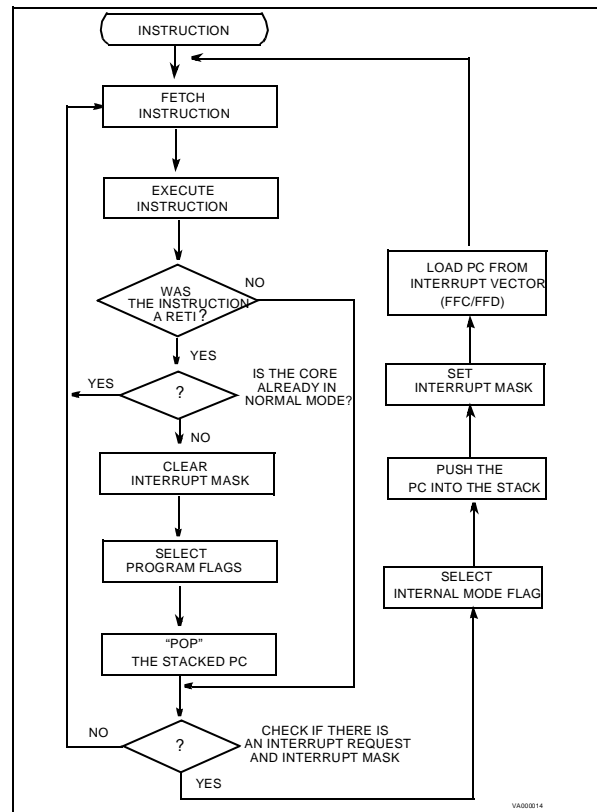 INSTRUCTION
FETCH
INSTRUCTION
EXECUTE
INSTRUCTION
WAS
THE INSTRUCTION
A RETI ?
NO
YES
?
IS THE CORE
ALREADY IN
NORMAL MODE?
YES
NO
CLEAR
INTERRUPT MASK
SELECT
PROGRAM FLAGS
“POP”
THE STACKED PC
?
CHECK IF THERE IS
AN INTERRUPT REQUEST
AND INTERRUPT MASK
NO
YES
SELECT
INTERNAL MODE FLAG
PUSH THE
PC INTO THE STACK
SET
INTERRUPT MASK
LOAD PC FROM
INTERRUPT VECTOR
(FFC/FFD)
VA000014